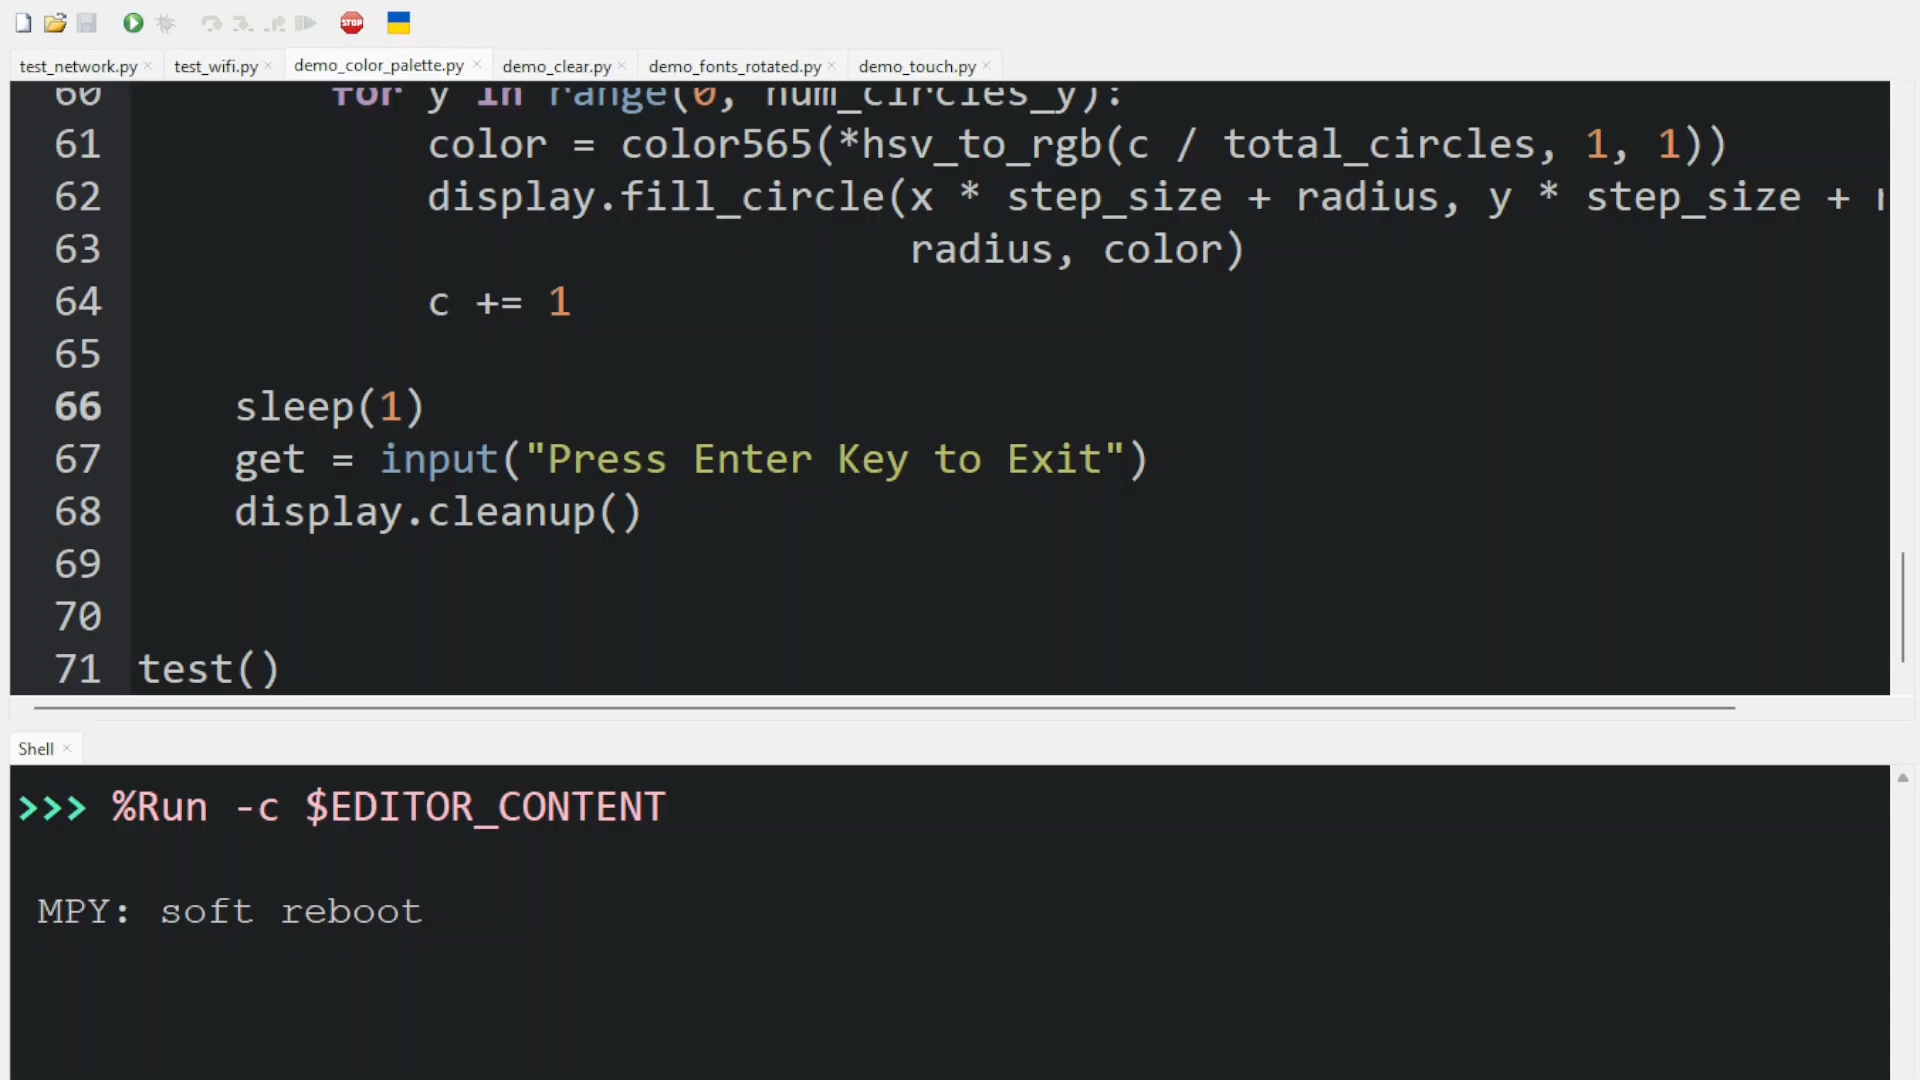 STOP
test_network.py × test_wifi.py × demo_color_palette.py × demo_clear.py × demo_fonts_rotated.py × demo_touch.py ×
60 for y in range(0, num_circles_y):
61 color = color565(*hsv_to_rgb(c / total_circles, 1, 1))
62 display.fill_circle(x * step_size + radius, y * step_size +
63 radius, color)
64 c += 1
65
66 sleep(1)
67 get = input("Press Enter Key to Exit")
68 display.cleanup()
69
70
71 test()
Shell ×
>>> %Run -c $EDITOR_CONTENT
MPY: soft reboot